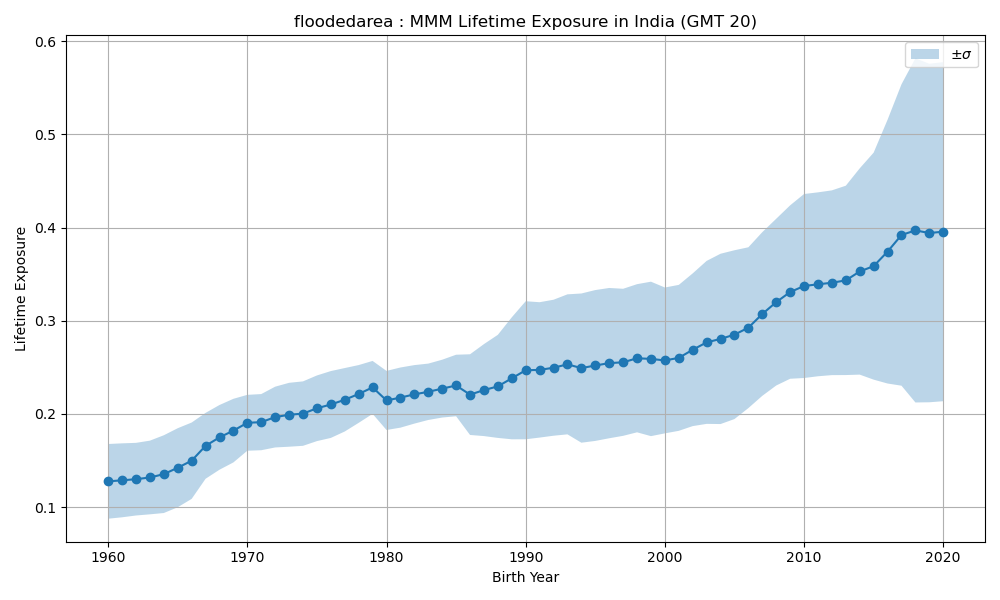 floodedarea : MMM Lifetime Exposure in India (GMT 20)
±σ
Lifetime Exposure
0.6
0.5
0.4
0.3
0.2
0.1
1960 1970 1980 1990 2000 2010 2020
Birth Year